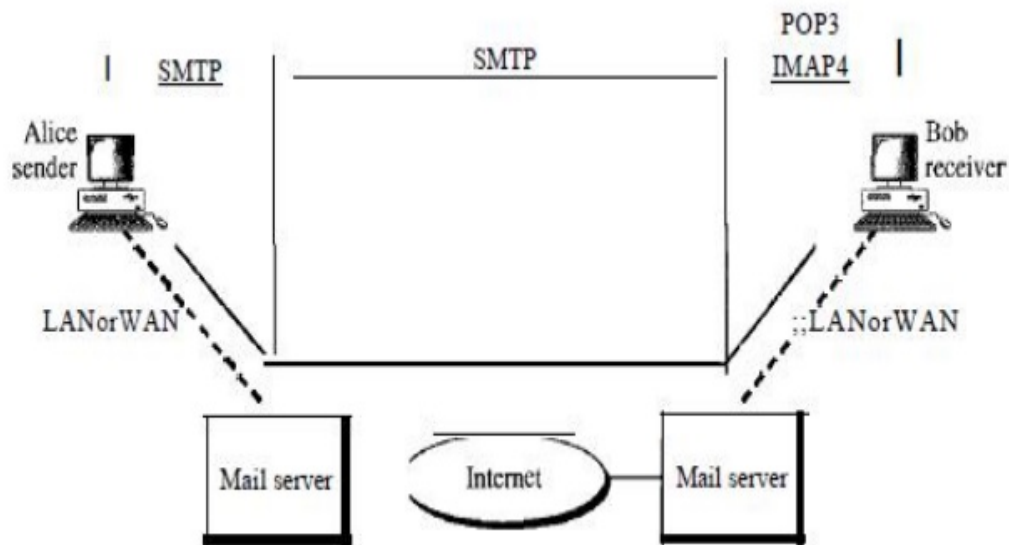 POP3
SMTP
SMTP
IMAP4
Alice
sender
Bob
receiver
LANorWAN
;;LANorWAN
Mail server
Internet
Mail server